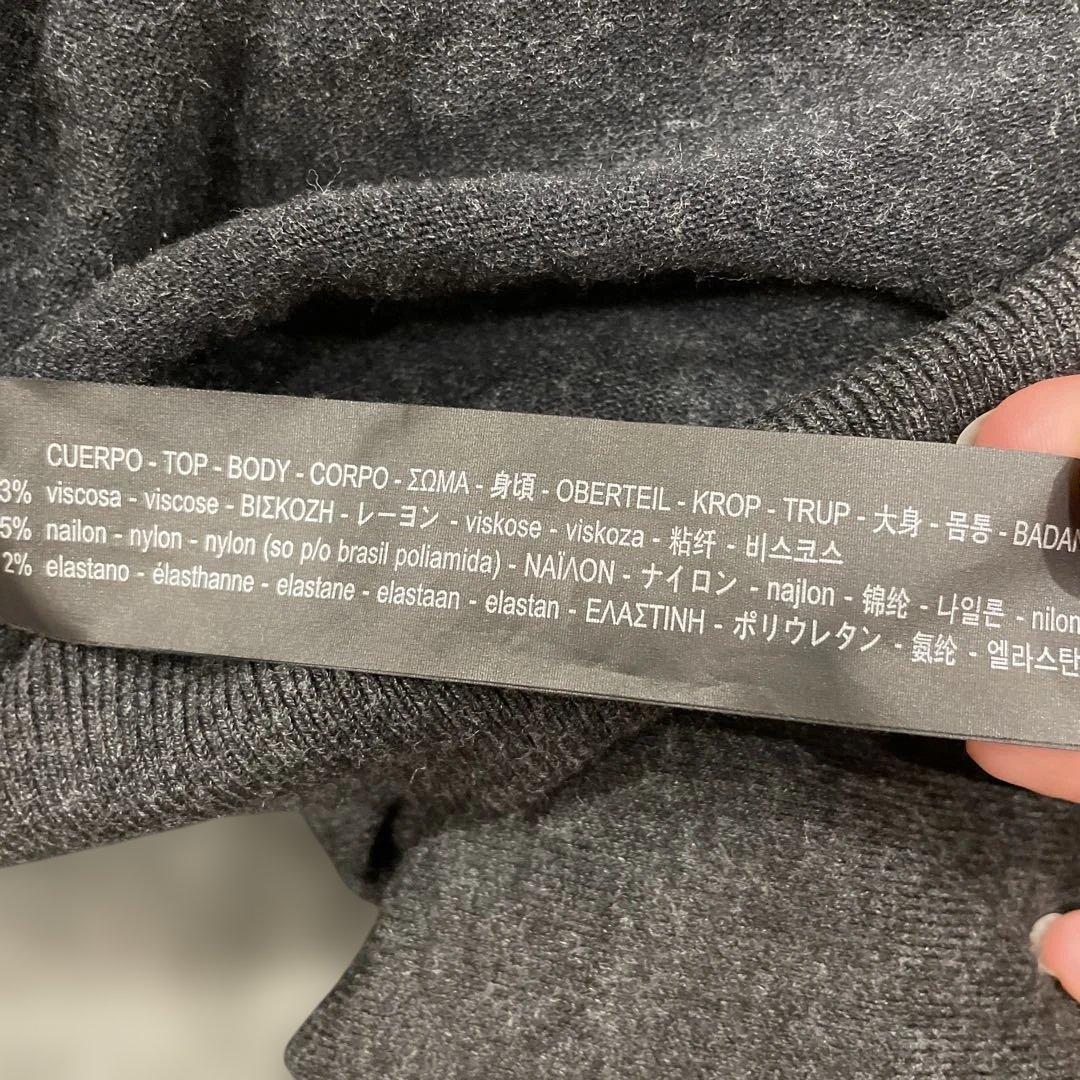 CUERPO - TOP - BODY - CORPO - ΣΩΜΑ - 身頃 - OBERTEIL - KROP - TRUP - 大身 - 몸통 - BADAN
3% viscosa - viscose - ΒΙΣΚΟΖΗ - レーヨン - viskose - viskoza - 粘纤 - 비스코스
5% nailon - nylon - nylon (so p/o brasil poliamida) - ΝΑΪΛΟΝ - ナイロン - najlon - 锦纶 - 나일론 - nilon
2% elastano - élasthanne - elastane - elastaan - elastan - ΕΛΑΣΤΙΝΗ - ポリウレタン - 氨纶 - 엘라스탄